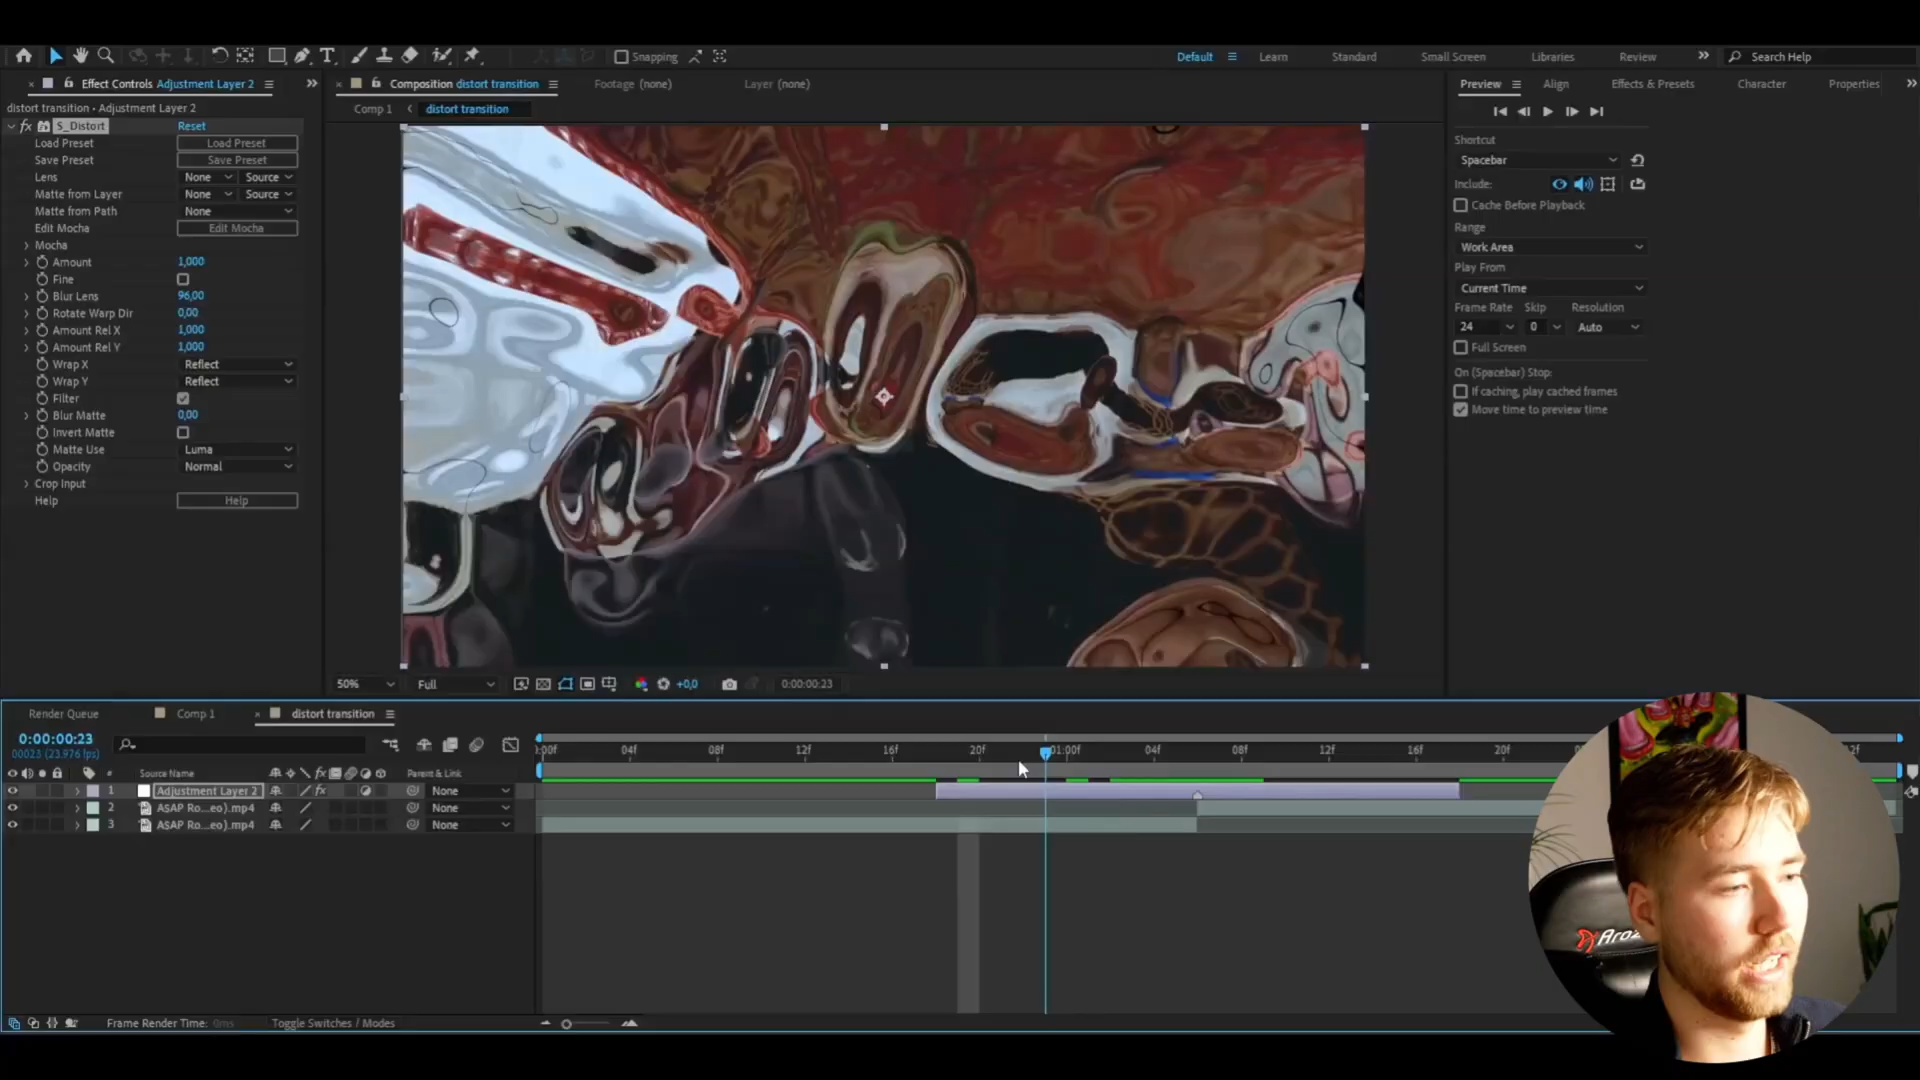 Snapping
Default
Learn
Standard
Small Screen
Libraries
Review
Search Help
Effect Controls Adjustment Layer 2
Composition distort transition
Footage (none)
Layer (none)
Preview
Align
Effects & Presets
Character
Properties
distort transition • Adjustment Layer 2
Comp 1
distort transition
fx S_Distort Reset
Load Preset Load Preset
Save Preset Save Preset
Lens None Source
Matte from Layer None Source
Matte from Path None
Edit Mocha Edit Mocha
Mocha
Amount 1,000
Fine
Blur Lens 96,00
Rotate Warp Dir 0,00
Amount Rel X 1,000
Amount Rel Y 1,000
Wrap X Reflect
Wrap Y Reflect
Filter
Blur Matte 0,00
Invert Matte
Matte Use Luma
Opacity Normal
Crop Input
Help Help
Shortcut
Spacebar
Include:
Cache Before Playback
Range
Work Area
Play From
Current Time
Frame Rate Skip Resolution
24 0 Auto
Full Screen
On (Spacebar) Stop:
If caching, play cached frames
Move time to preview time
50% Full +0,0 0:00:00:23
Render Queue Comp 1 distort transition
0:00:00:23
00023 (23.976 fps)
:00f 04f 08f 12f 16f 20f 01:00f 04f 08f 12f 16f 20f
# Source Name fx Parent & Link
1 Adjustment Layer 2 fx None
2 ASAP Ro...eo).mp4 None
3 ASAP Ro...eo).mp4 None
Frame Render Time: 0ms Toggle Switches / Modes